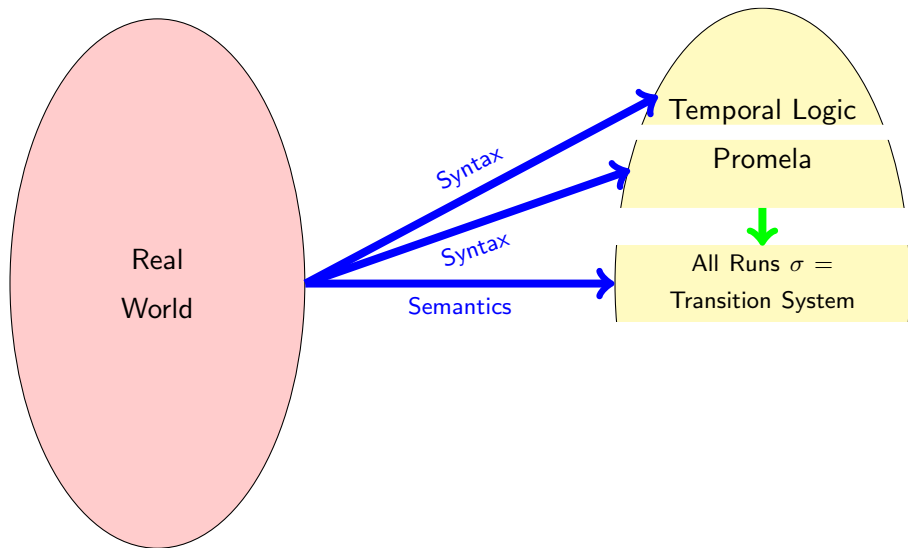 Real
World
Syntax
Syntax
Semantics
Temporal Logic
Promela
All Runs σ =
Transition System